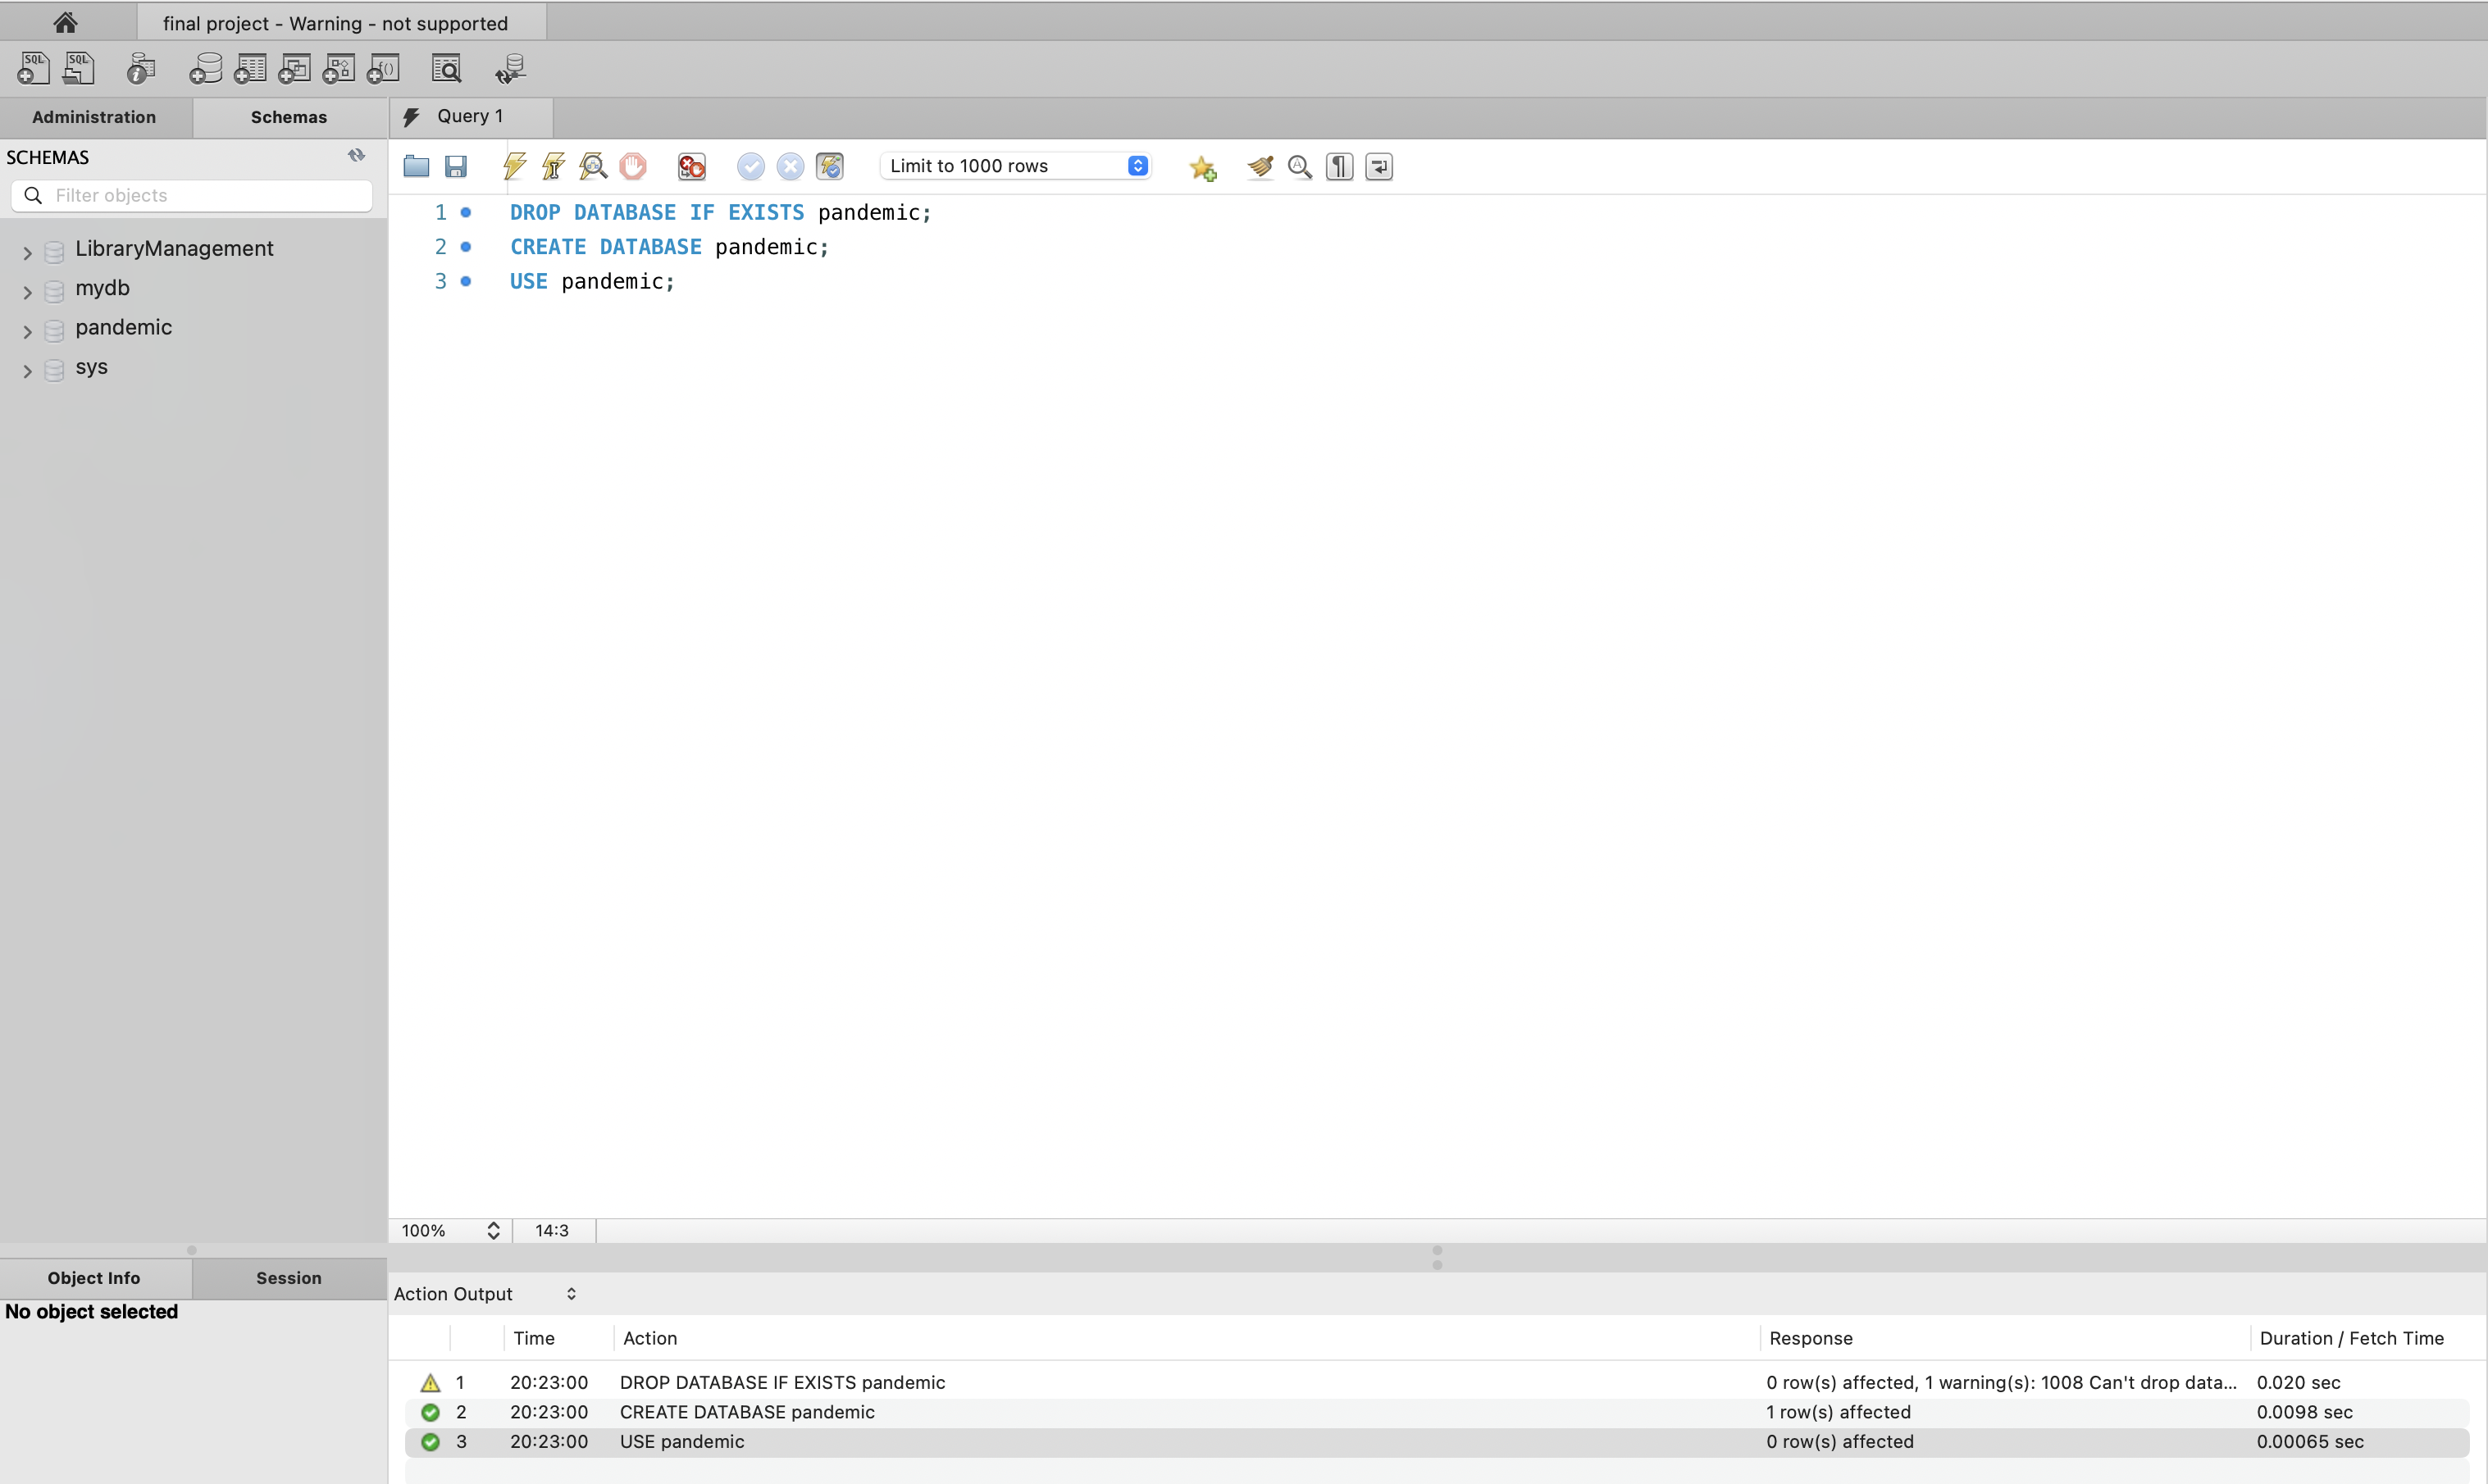 final project - Warning - not supported
SQL SQL f()
Administration Schemas Query 1
SCHEMAS
Filter objects
Limit to 1000 rows
1 DROP DATABASE IF EXISTS pandemic;
2 CREATE DATABASE pandemic;
3 USE pandemic;
LibraryManagement
mydb
pandemic
sys
100% 14:3
Object Info Session
No object selected
Action Output
Time Action Response Duration / Fetch Time
1 20:23:00 DROP DATABASE IF EXISTS pandemic 0 row(s) affected, 1 warning(s): 1008 Can't drop data... 0.020 sec
2 20:23:00 CREATE DATABASE pandemic 1 row(s) affected 0.0098 sec
3 20:23:00 USE pandemic 0 row(s) affected 0.00065 sec